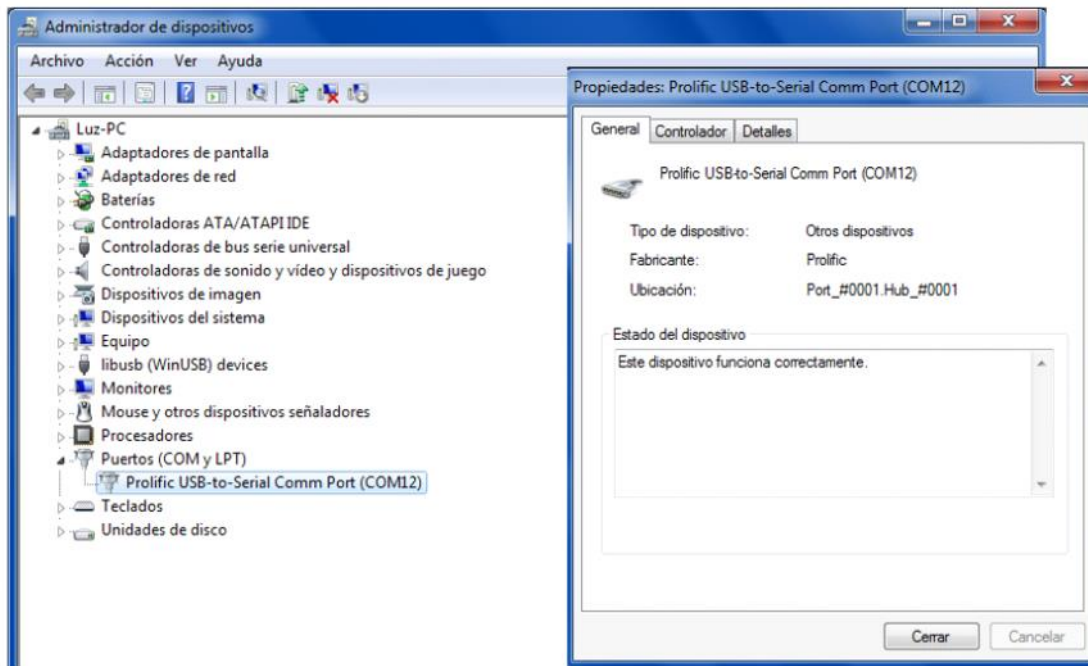 Administrador de dispositivos
Archivo Acción Ver Ayuda
Luz-PC
Adaptadores de pantalla
Adaptadores de red
Baterías
Controladoras ATA/ATAPI IDE
Controladoras de bus serie universal
Controladoras de sonido y vídeo y dispositivos de juego
Dispositivos de imagen
Dispositivos del sistema
Equipo
libusb (WinUSB) devices
Monitores
Mouse y otros dispositivos señaladores
Procesadores
Puertos (COM y LPT)
Prolific USB-to-Serial Comm Port (COM12)
Teclados
Unidades de disco
Propiedades: Prolific USB-to-Serial Comm Port (COM12)
General Controlador Detalles
Prolific USB-to-Serial Comm Port (COM12)
Tipo de dispositivo: Otros dispositivos
Fabricante: Prolific
Ubicación: Port_#0001.Hub_#0001
Estado del dispositivo
Este dispositivo funciona correctamente.
Cerrar Cancelar